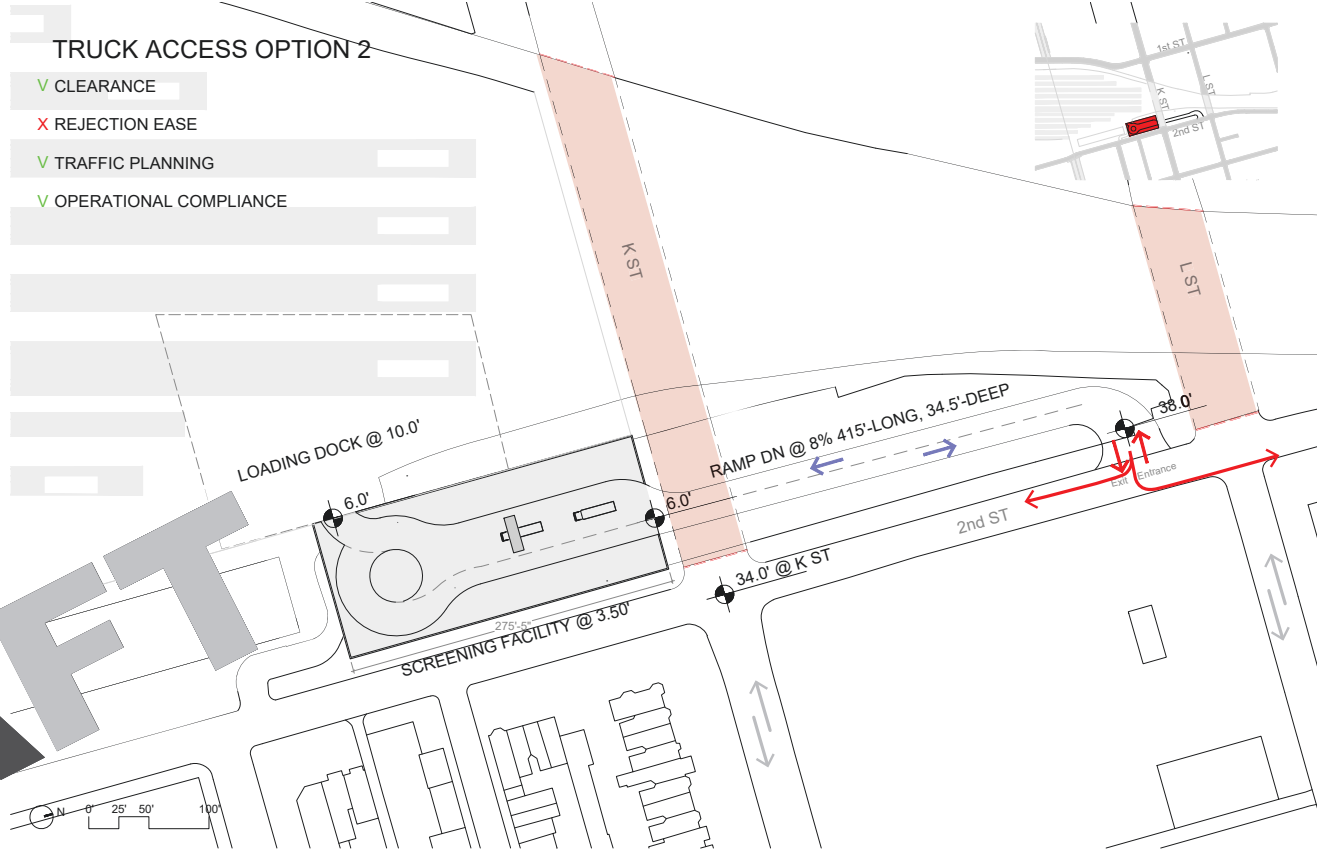 TRUCK ACCESS OPTION 2
V CLEARANCE
X REJECTION EASE
V TRAFFIC PLANNING
V OPERATIONAL COMPLIANCE
1st ST
K ST
L ST
2nd ST
K ST
L ST
LOADING DOCK @ 10.0'
RAMP DN @ 8% 415'-LONG, 34.5'-DEEP
38.0'
6.0'
6.0'
Exit
Entrance
2nd ST
34.0' @ K ST
275'-5"
SCREENING FACILITY @ 3.50'
FT
N
0' 25' 50' 100'